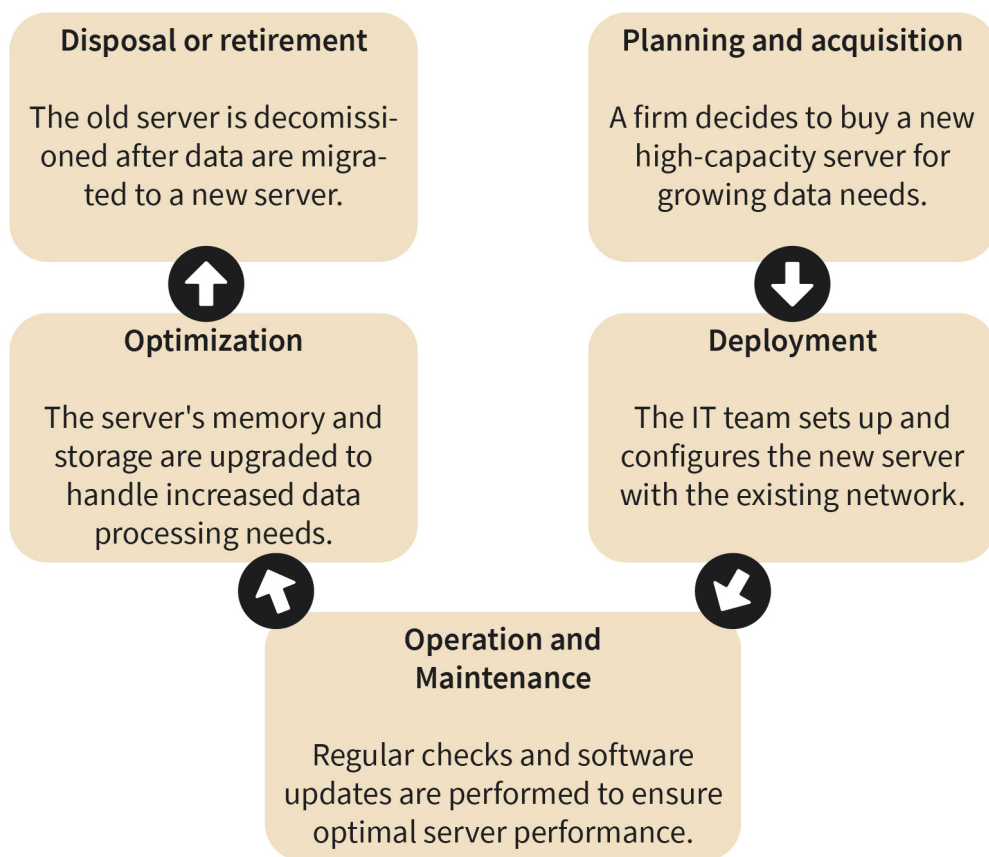 Planning and acquisition
A firm decides to buy a new
high-capacity server for
growing data needs.
Deployment
The IT team sets up and
configures the new server
with the existing network.
Operation and
Maintenance
Regular checks and software
updates are performed to ensure
optimal server performance.
Optimization
The server's memory and
storage are upgraded to
handle increased data
processing needs.
Disposal or retirement
The old server is decomissi-
oned after data are migra-
ted to a new server.